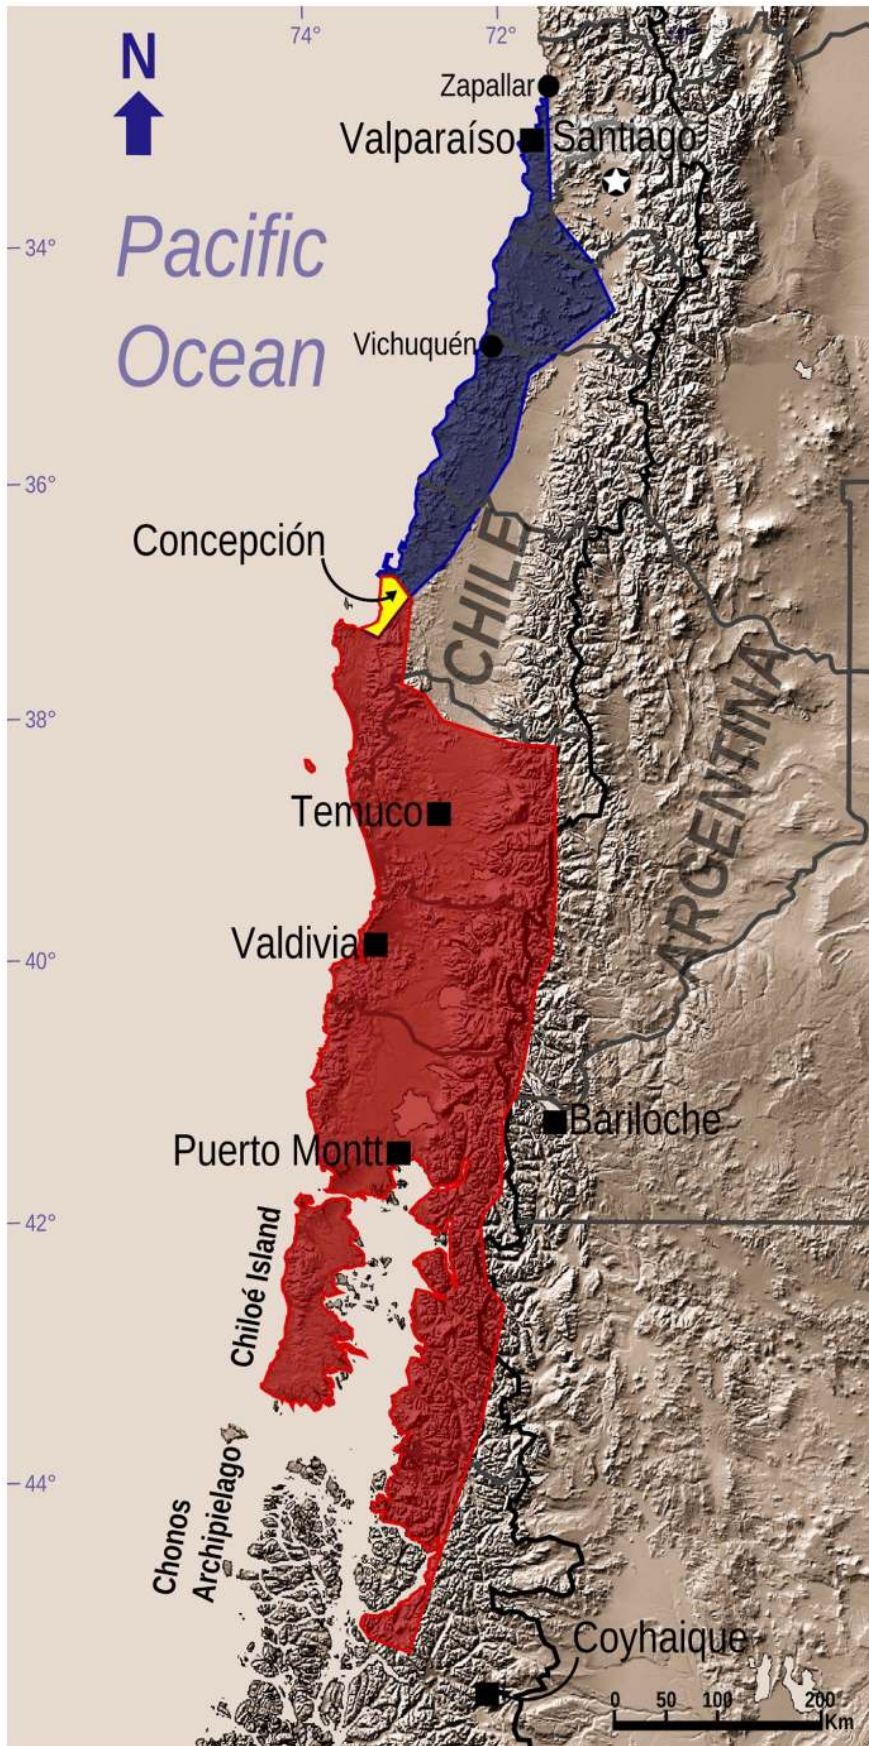 74°
72°
N
Zapallar
Valparaíso
Santiago
Pacific
Ocean
34°
Vichuquén
36°
Concepción
CHILE
38°
ARGENTINA
Temuco
Valdivia
40°
Bariloche
Puerto Montt
42°
Chiloé Island
44°
Chonos
Archipielago
Coyhaique
0 50 100 200
Km